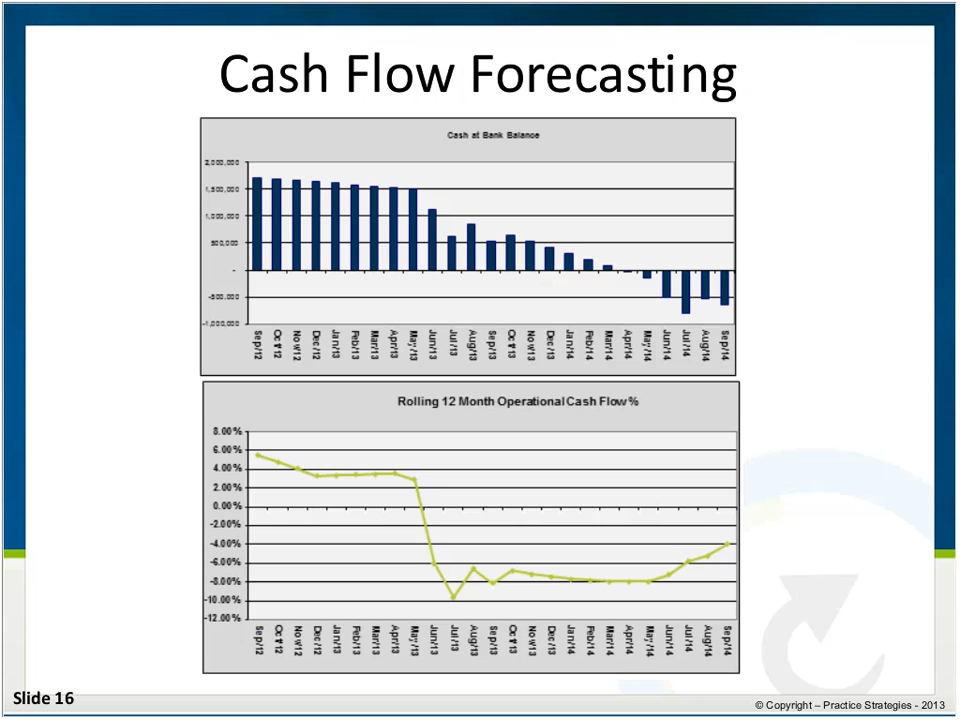 Cash Flow Forecasting
Cash at Bank Balance
2,000,000
1,500,000
1,000,000
500,000
-
-500,000
-1,000,000
Sep/12 Oct/12 Nov/12 Dec/12 Jan/13 Feb/13 Mar/13 Apr/13 May/13 Jun/13 Jul/13 Aug/13 Sep/13 Oct/13 Nov/13 Dec/13 Jan/14 Feb/14 Mar/14 Apr/14 May/14 Jun/14 Jul/14 Aug/14 Sep/14
Rolling 12 Month Operational Cash Flow %
8.00%
6.00%
4.00%
2.00%
0.00%
-2.00%
-4.00%
-6.00%
-8.00%
-10.00%
-12.00%
Sep/12 Oct/12 Nov/12 Dec/12 Jan/13 Feb/13 Mar/13 Apr/13 May/13 Jun/13 Jul/13 Aug/13 Sep/13 Oct/13 Nov/13 Dec/13 Jan/14 Feb/14 Mar/14 Apr/14 May/14 Jun/14 Jul/14 Aug/14 Sep/14
Slide 16
© Copyright – Practice Strategies - 2013